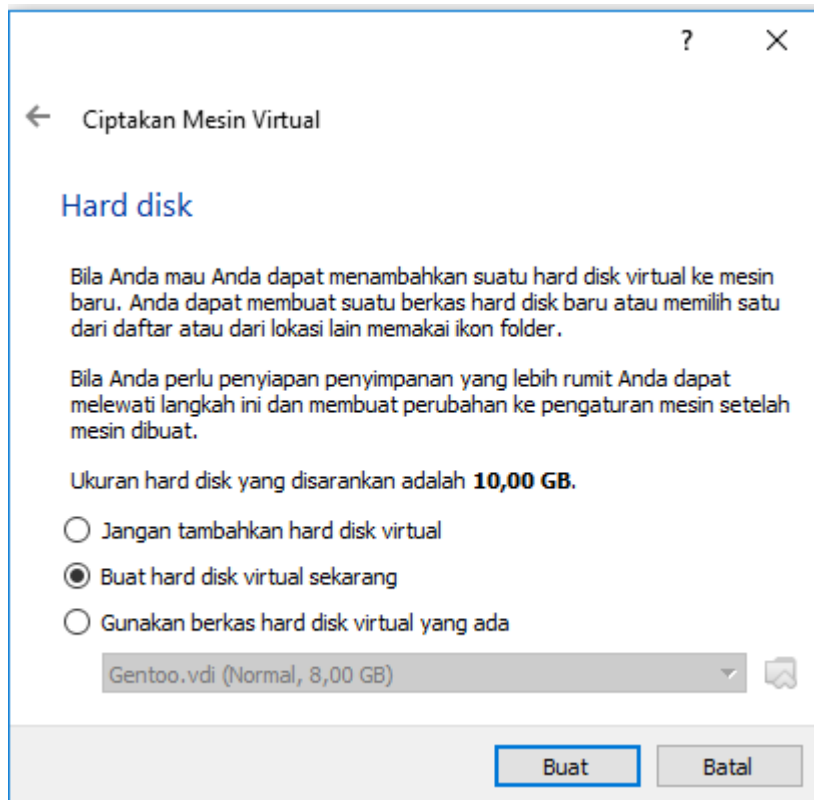 ?
Ciptakan Mesin Virtual
Hard disk
Bila Anda mau Anda dapat menambahkan suatu hard disk virtual ke mesin
baru. Anda dapat membuat suatu berkas hard disk baru atau memilih satu
dari daftar atau dari lokasi lain memakai ikon folder.
Bila Anda perlu penyiapan penyimpanan yang lebih rumit Anda dapat
melewati langkah ini dan membuat perubahan ke pengaturan mesin setelah
mesin dibuat.
Ukuran hard disk yang disarankan adalah 10,00 GB.
Jangan tambahkan hard disk virtual
Buat hard disk virtual sekarang
Gunakan berkas hard disk virtual yang ada
Gentoo.vdi (Normal, 8,00 GB)
Buat Batal